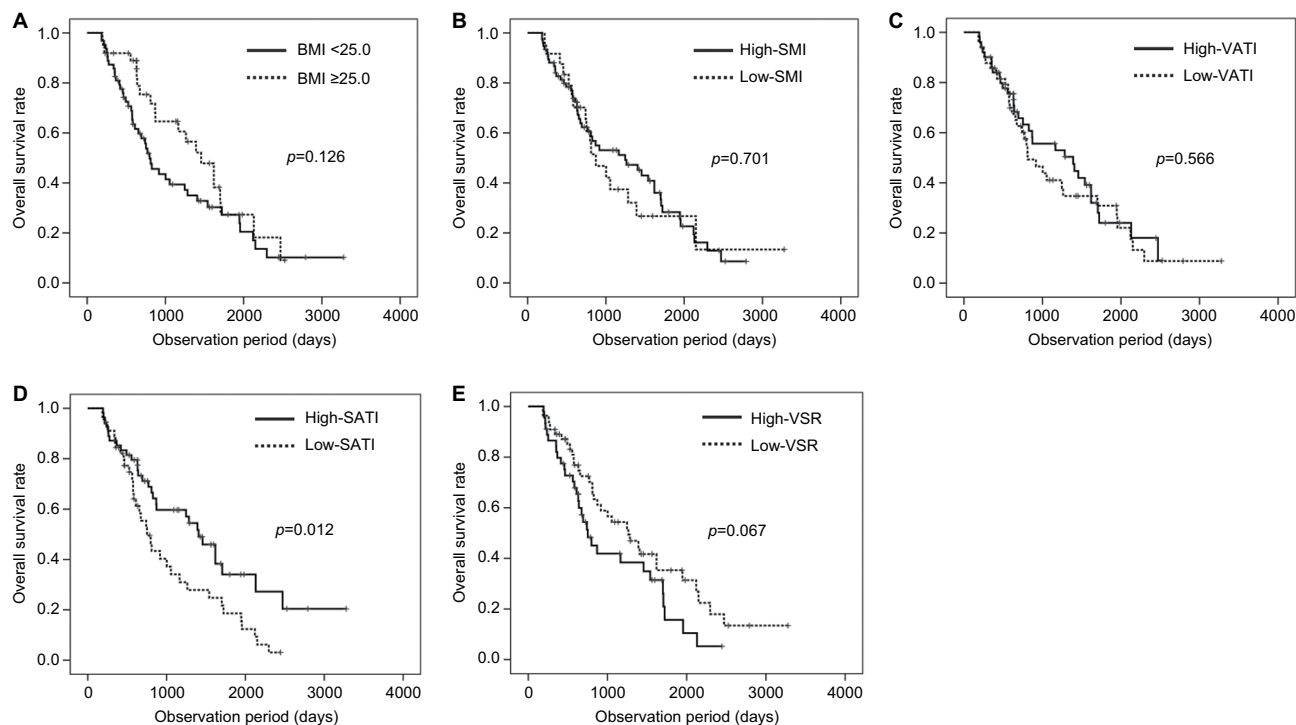 A
BMI <25.0
BMI ≥25.0
p=0.126
Overall survival rate
1.0
0.8
0.6
0.4
0.2
0.0
0 1000 2000 3000 4000
Observation period (days)
B
High-SMI
Low-SMI
p=0.701
Overall survival rate
1.0
0.8
0.6
0.4
0.2
0.0
0 1000 2000 3000 4000
Observation period (days)
C
High-VATI
Low-VATI
p=0.566
Overall survival rate
1.0
0.8
0.6
0.4
0.2
0.0
0 1000 2000 3000 4000
Observation period (days)
D
High-SATI
Low-SATI
p=0.012
Overall survival rate
1.0
0.8
0.6
0.4
0.2
0.0
0 1000 2000 3000 4000
Observation period (days)
E
High-VSR
Low-VSR
p=0.067
Overall survival rate
1.0
0.8
0.6
0.4
0.2
0.0
0 1000 2000 3000 4000
Observation period (days)